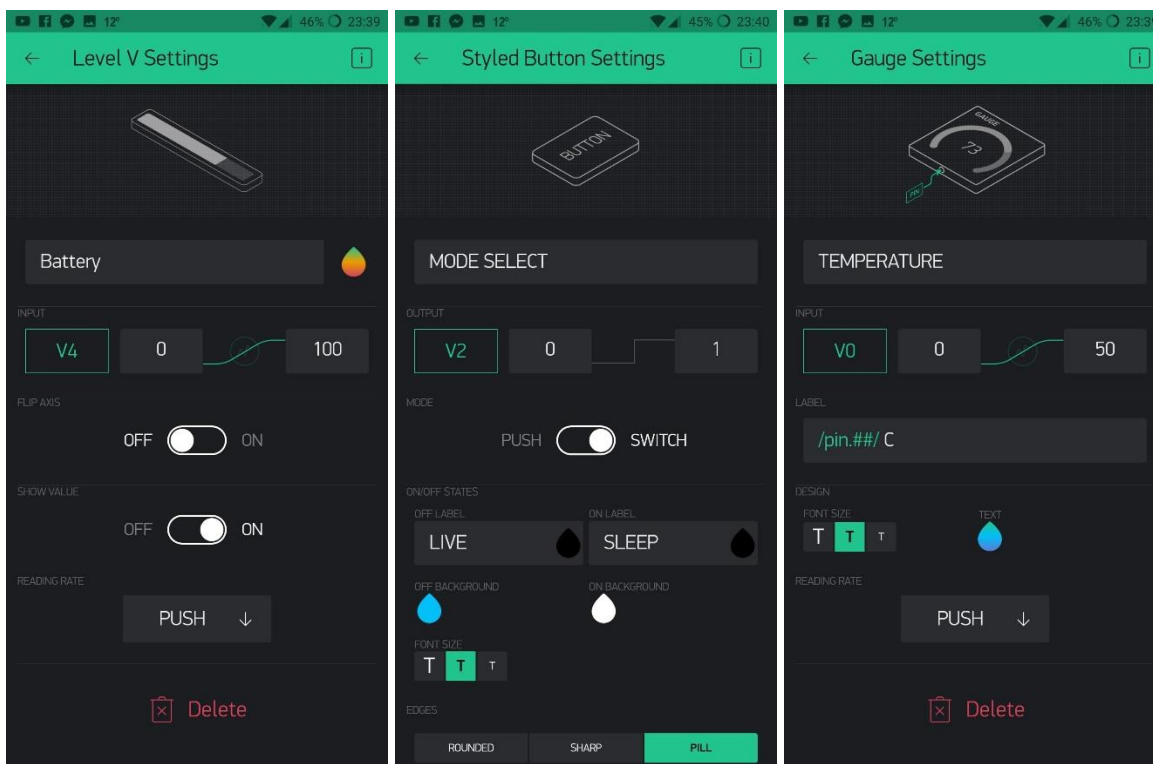 12° 46% 23:39
Level V Settings
Battery
INPUT
V4 0 100
FLIP AXIS
OFF ON
SHOW VALUE
OFF ON
READING RATE
PUSH ↓
Delete
12° 45% 23:40
Styled Button Settings
BUTTON
MODE SELECT
OUTPUT
V2 0 1
MODE
PUSH SWITCH
ON/OFF STATES
OFF LABEL ON LABEL
LIVE SLEEP
OFF BACKGROUND ON BACKGROUND
FONT SIZE
T T T
EDGES
ROUNDED SHARP PILL
12° 46% 23:3
Gauge Settings
GAUGE
73
PIN
TEMPERATURE
INPUT
V0 0 50
LABEL
/pin.##/ C
DESIGN
FONT SIZE TEXT
T T T
READING RATE
PUSH ↓
Delete